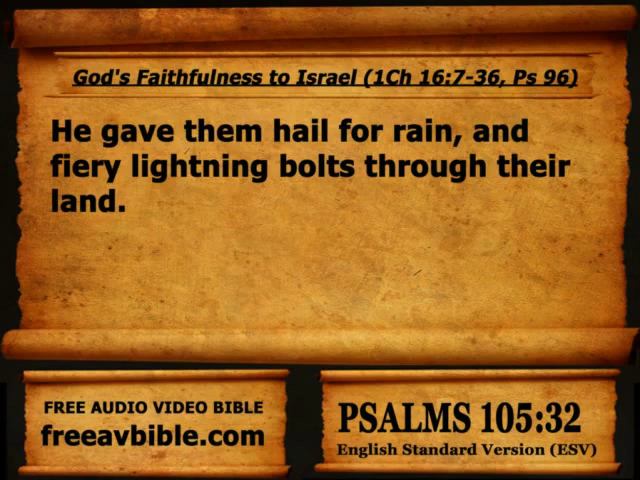 God's Faithfulness to Israel (1Ch 16:7-36, Ps 96)
He gave them hail for rain, and
fiery lightning bolts through their
land.
FREE AUDIO VIDEO BIBLE
freeavbible.com
PSALMS 105:32
English Standard Version (ESV)